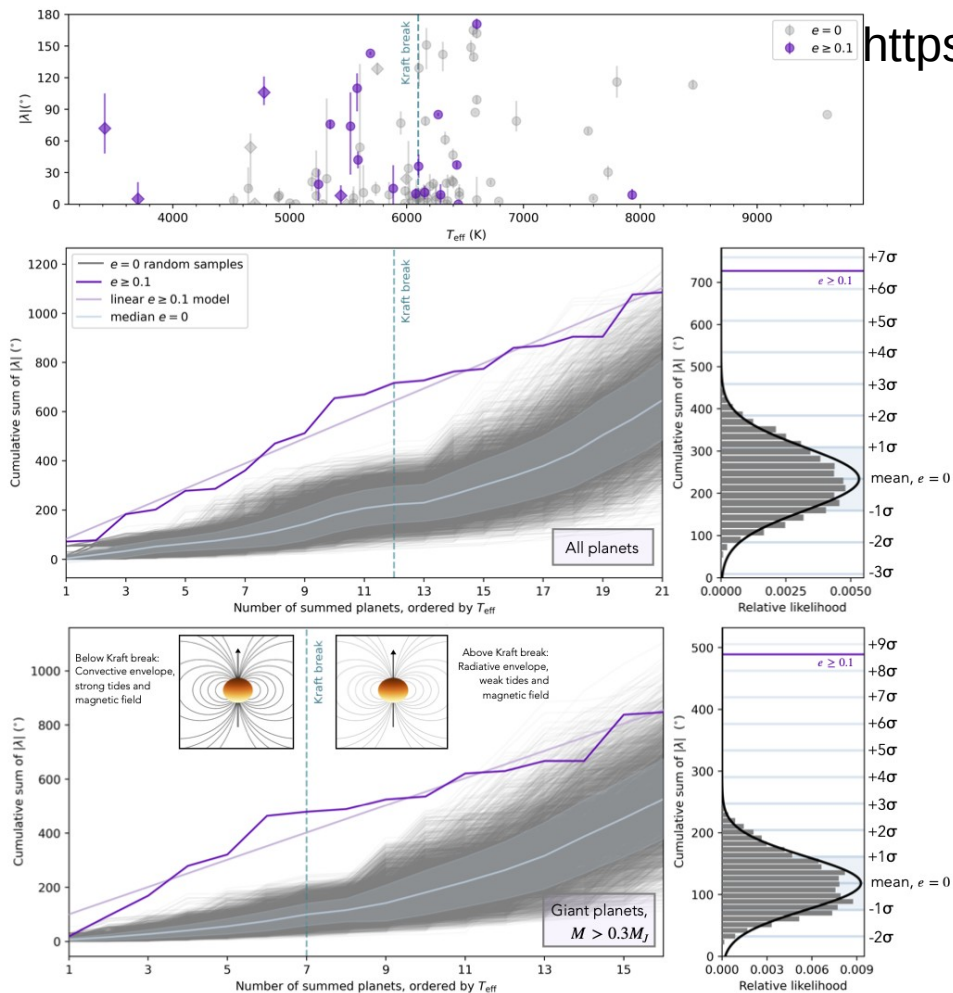 180
150
120
90
60
30
0
|λ|(°)
Kraft break
e = 0
e ≥ 0.1
https
4000 5000 6000 7000 8000 9000
T_eff (K)
1200
1000
800
600
400
200
0
Cumulative sum of |λ| (°)
e = 0 random samples
e ≥ 0.1
linear e ≥ 0.1 model
median e = 0
Kraft break
All planets
1 3 5 7 9 11 13 15 17 19 21
Number of summed planets, ordered by T_eff
700
600
500
400
300
200
100
0
Cumulative sum of |λ| (°)
+7σ
e ≥ 0.1
+6σ
+5σ
+4σ
+3σ
+2σ
+1σ
mean, e = 0
-1σ
-2σ
-3σ
0.0000 0.0025 0.0050
Relative likelihood
1000
800
600
400
200
0
Cumulative sum of |λ| (°)
Below Kraft break:
Convective envelope,
strong tides and
magnetic field
Kraft break
Above Kraft break:
Radiative envelope,
weak tides and
magnetic field
Giant planets,
M > 0.3M_J
1 3 5 7 9 11 13 15
Number of summed planets, ordered by T_eff
500
400
300
200
100
0
Cumulative sum of |λ| (°)
+9σ
e ≥ 0.1
+8σ
+7σ
+6σ
+5σ
+4σ
+3σ
+2σ
+1σ
mean, e = 0
-1σ
-2σ
0.000 0.003 0.006 0.009
Relative likelihood